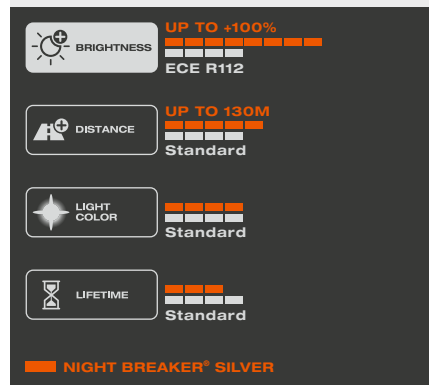 BRIGHTNESS
UP TO +100%
ECE R112
DISTANCE
UP TO 130M
Standard
LIGHT
COLOR
Standard
LIFETIME
Standard
NIGHT BREAKER® SILVER